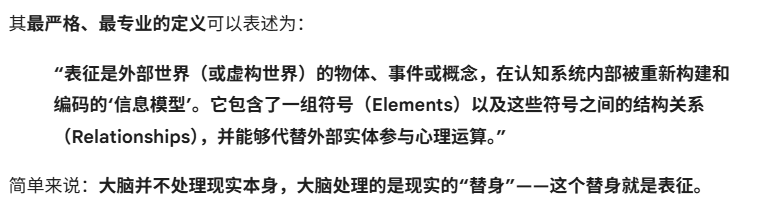 其最严格、最专业的定义可以表述为：
“表征是外部世界（或虚构世界）的物体、事件或概念，在认知系统内部被重新构建和
编码的‘信息模型’。它包含了一组符号（Elements）以及这些符号之间的结构关系
（Relationships），并能够代替外部实体参与心理运算。”
简单来说：大脑并不处理现实本身，大脑处理的是现实的“替身”——这个替身就是表征。